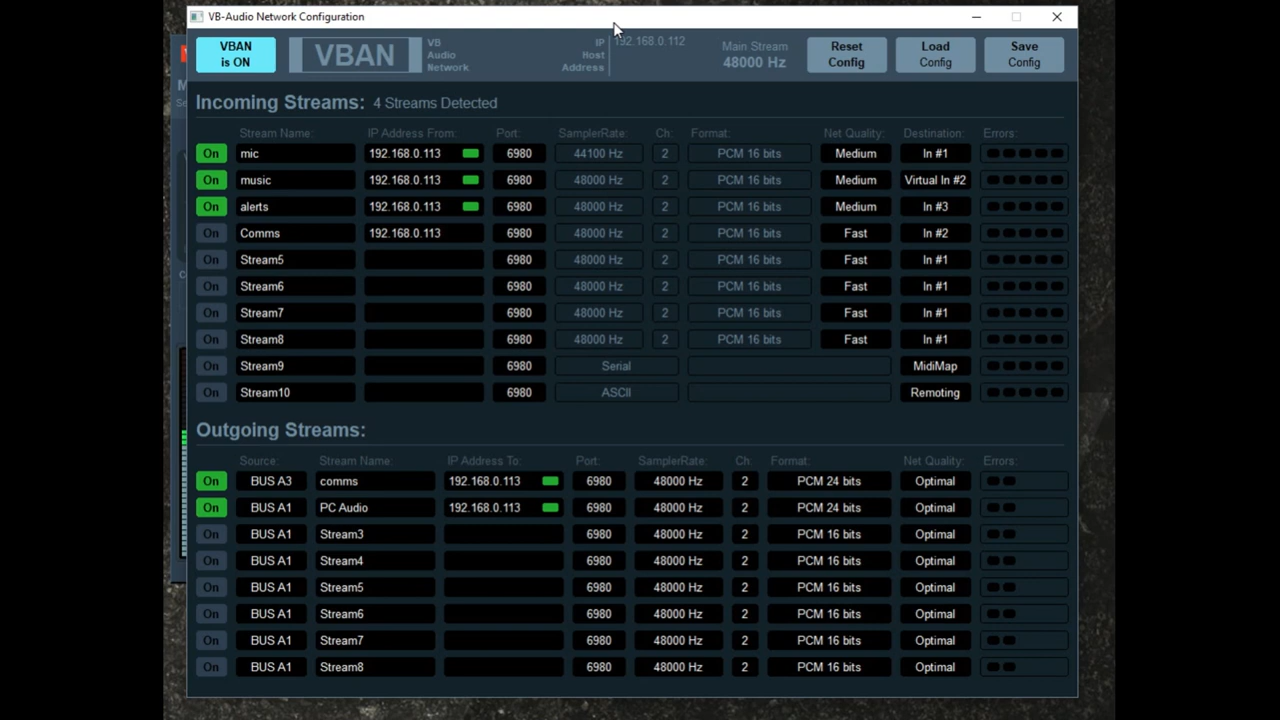 VB-Audio Network Configuration
VBAN is ON
VBAN
VB Audio Network
IP Host Address 192.168.0.112
Main Stream 48000 Hz
Reset Config
Load Config
Save Config
Incoming Streams: 4 Streams Detected
Stream Name: IP Address From: Port: SamplerRate: Ch: Format: Net Quality: Destination: Errors:
On mic 192.168.0.113 6980 44100 Hz 2 PCM 16 bits Medium In #1
On music 192.168.0.113 6980 48000 Hz 2 PCM 16 bits Medium Virtual In #2
On alerts 192.168.0.113 6980 48000 Hz 2 PCM 16 bits Medium In #3
On Comms 192.168.0.113 6980 48000 Hz 2 PCM 16 bits Fast In #2
On Stream5 6980 48000 Hz 2 PCM 16 bits Fast In #1
On Stream6 6980 48000 Hz 2 PCM 16 bits Fast In #1
On Stream7 6980 48000 Hz 2 PCM 16 bits Fast In #1
On Stream8 6980 48000 Hz 2 PCM 16 bits Fast In #1
On Stream9 6980 Serial MidiMap
On Stream10 6980 ASCII Remoting
Outgoing Streams:
Source: Stream Name: IP Address To: Port: SamplerRate: Ch: Format: Net Quality: Errors:
On BUS A3 comms 192.168.0.113 6980 48000 Hz 2 PCM 24 bits Optimal
On BUS A1 PC Audio 192.168.0.113 6980 48000 Hz 2 PCM 24 bits Optimal
On BUS A1 Stream3 6980 48000 Hz 2 PCM 16 bits Optimal
On BUS A1 Stream4 6980 48000 Hz 2 PCM 16 bits Optimal
On BUS A1 Stream5 6980 48000 Hz 2 PCM 16 bits Optimal
On BUS A1 Stream6 6980 48000 Hz 2 PCM 16 bits Optimal
On BUS A1 Stream7 6980 48000 Hz 2 PCM 16 bits Optimal
On BUS A1 Stream8 6980 48000 Hz 2 PCM 16 bits Optimal